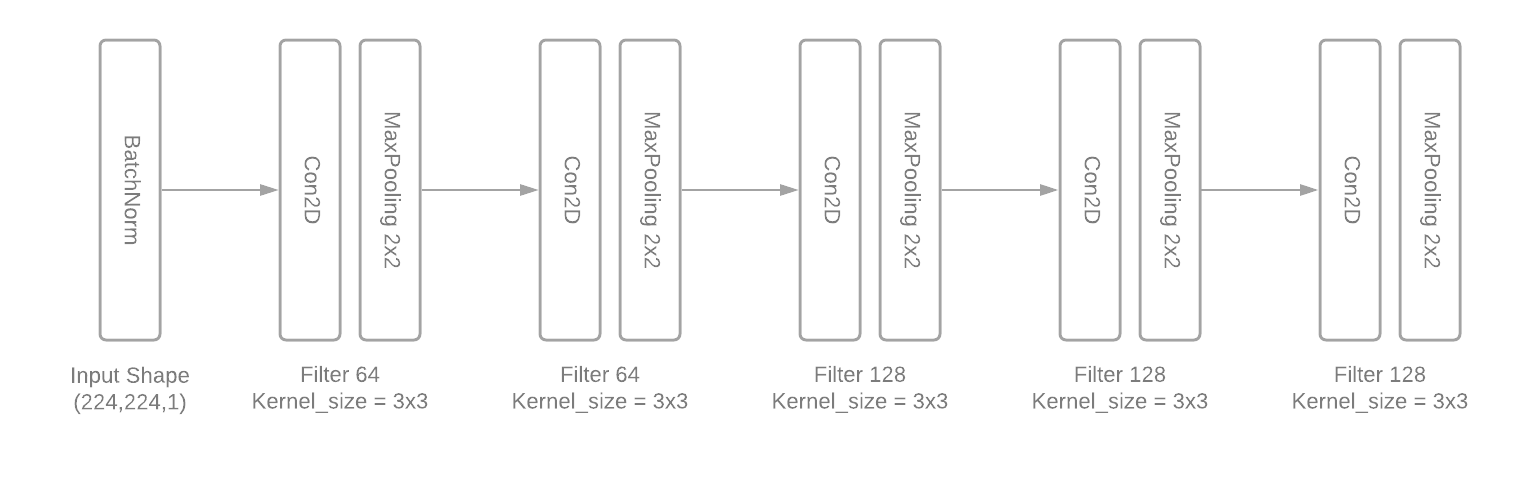 BatchNorm
Input Shape
(224,224,1)
Con2D
MaxPooling 2x2
Filter 64
Kernel_size = 3x3
Con2D
MaxPooling 2x2
Filter 64
Kernel_size = 3x3
Con2D
MaxPooling 2x2
Filter 128
Kernel_size = 3x3
Con2D
MaxPooling 2x2
Filter 128
Kernel_size = 3x3
Con2D
MaxPooling 2x2
Filter 128
Kernel_size = 3x3